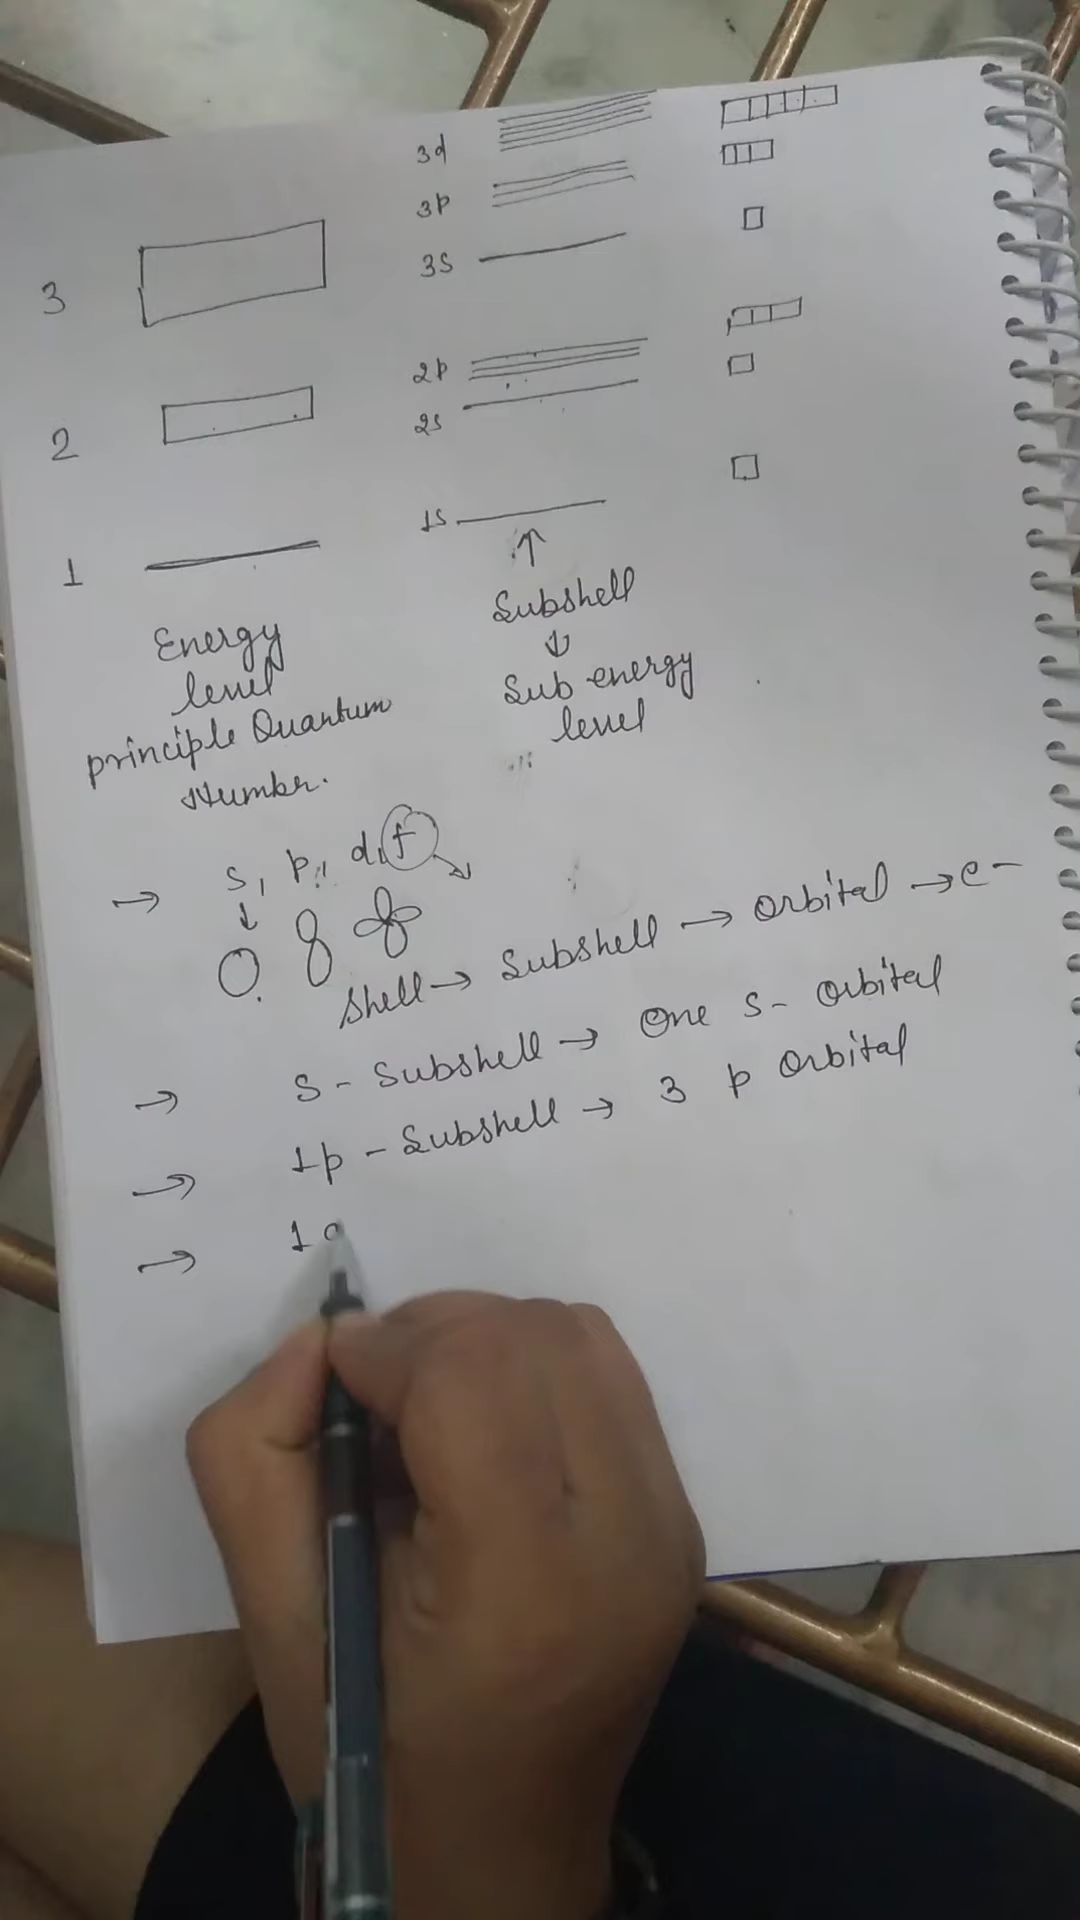 3d
3p
3
3s
2p
2
2s
1s
1
Subshell
Energy
level
Sub energy
level
principle Quantum
Numbr.
→ s, p, d, f
Shell → Subshell → Orbital → e-
→ s - Subshell → One s - Orbital
→ 1p - Subshell → 3 p Orbital
→ 1